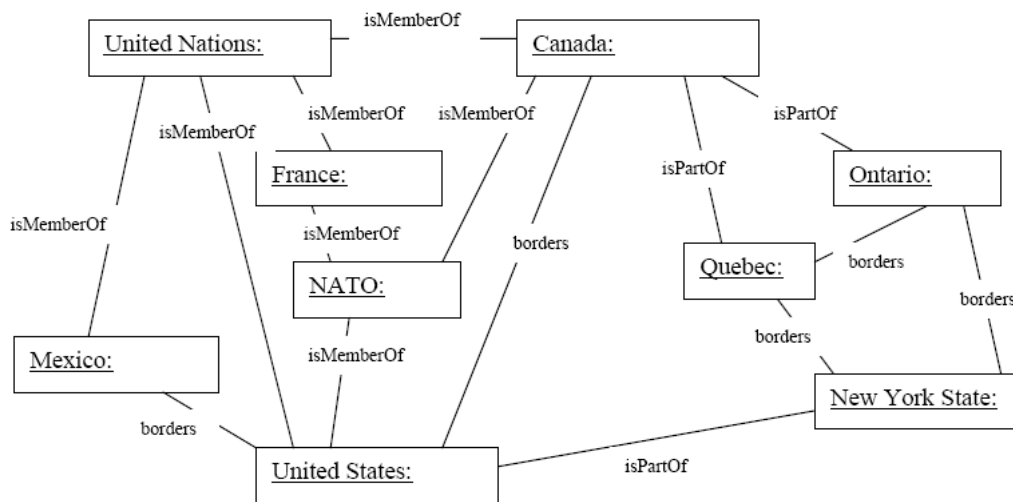 isMemberOf
United Nations:
Canada:
isMemberOf
isMemberOf
isPartOf
isMemberOf
France:
isPartOf
Ontario:
isMemberOf
isMemberOf
borders
Quebec:
borders
NATO:
borders
Mexico:
isMemberOf
borders
New York State:
borders
isPartOf
United States: